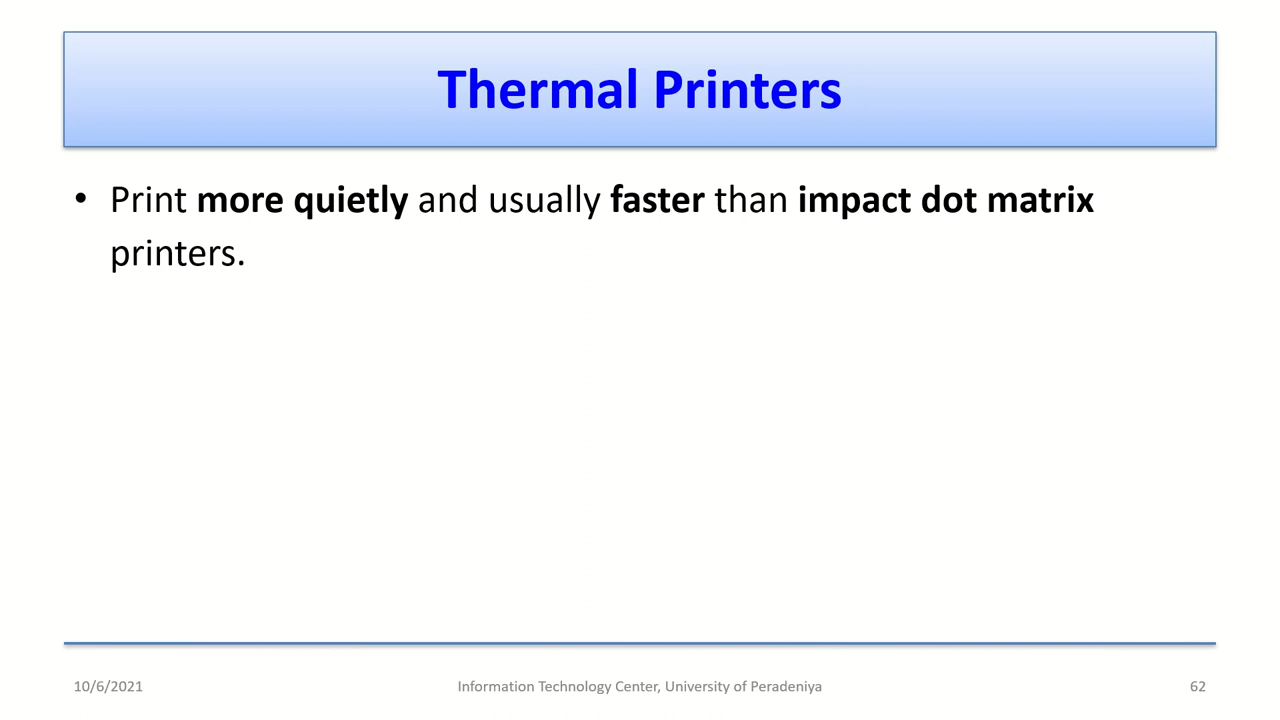 Thermal Printers
• Print more quietly and usually faster than impact dot matrix
printers.
10/6/2021
Information Technology Center, University of Peradeniya
62